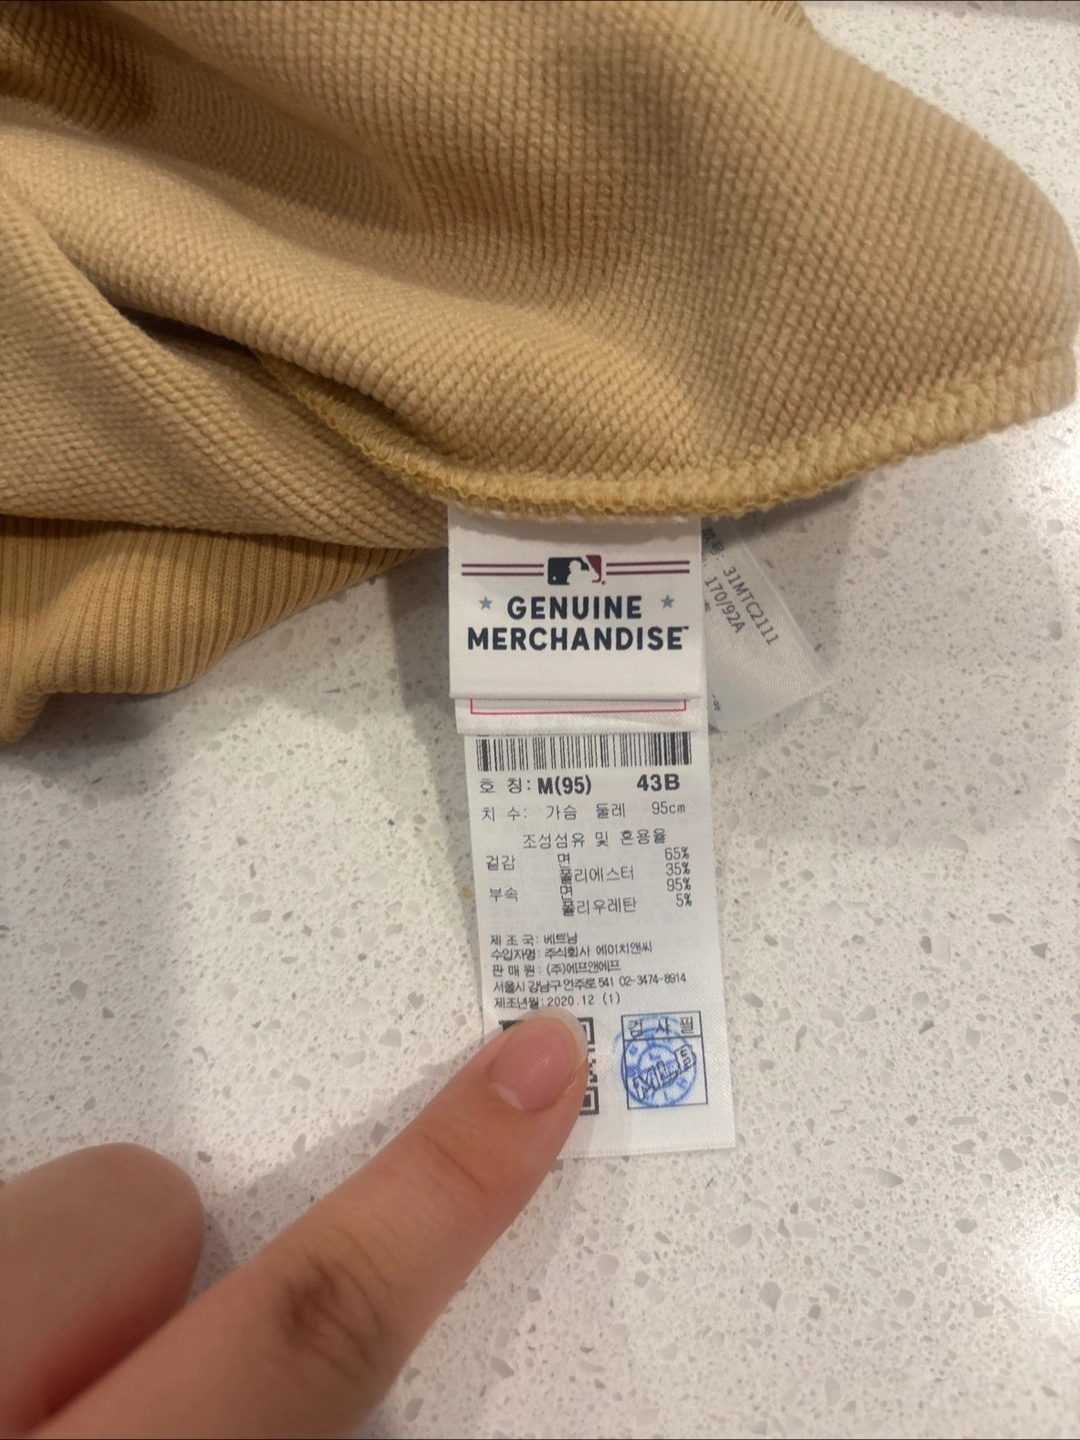 GENUINE
MERCHANDISE™
: 31MTC2111
170/92A
호 칭: M(95) 43B
치 수: 가슴 둘레 95cm
조성섬유 및 혼용율
겉감 면 65%
폴리에스터 35%
부속 면 95%
폴리우레탄 5%
제 조 국: 베트남
수입자명: 주식회사 에이치앤씨
판 매 원: (주)에프앤에프
서울시 강남구 언주로 541 02-3474-8914
제조년월: 2020.12 (1)
검 사 필
MLB